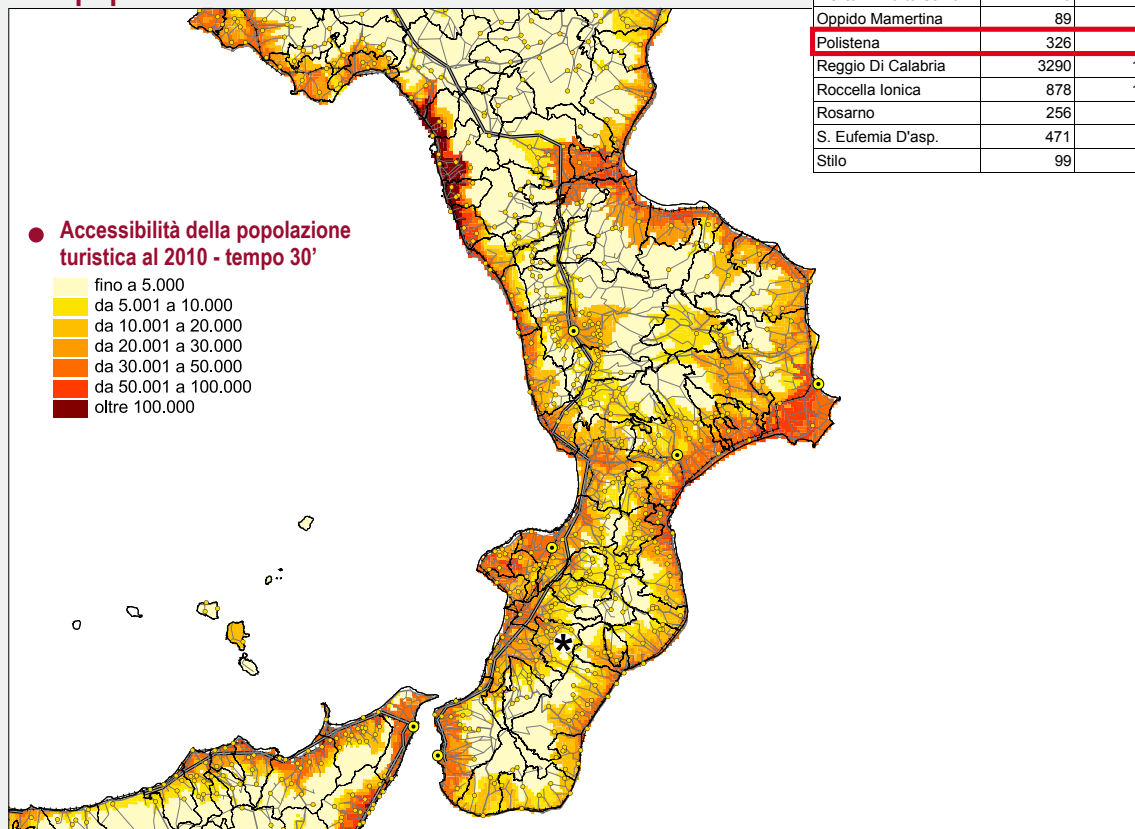 Oppido Mamertina 89
Polistena 326
Reggio Di Calabria 3290 1
Roccella Ionica 878 1
Rosarno 256
S. Eufemia D'asp. 471
Stilo 99
Accessibilità della popolazione
turistica al 2010 - tempo 30’
fino a 5.000
da 5.001 a 10.000
da 10.001 a 20.000
da 20.001 a 30.000
da 30.001 a 50.000
da 50.001 a 100.000
oltre 100.000
*